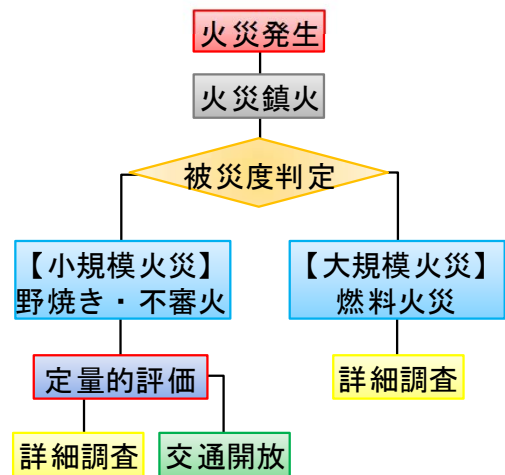 火災発生
火災鎮火
被災度判定
【小規模火災】
野焼き・不審火
【大規模火災】
燃料火災
定量的評価
詳細調査
詳細調査
交通開放